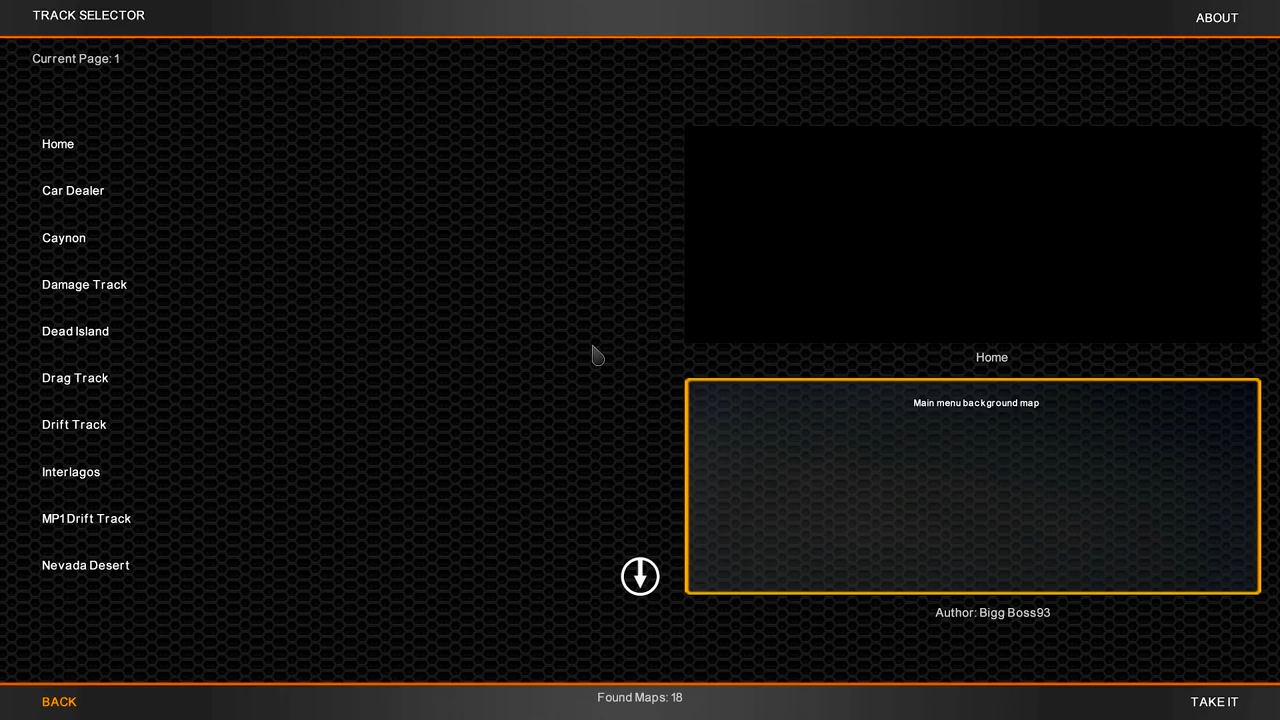 TRACK SELECTOR
ABOUT
Current Page: 1
Home
Car Dealer
Caynon
Damage Track
Dead Island
Drag Track
Drift Track
Interlagos
MP1 Drift Track
Nevada Desert
Home
Main menu background map
Author: Bigg Boss93
BACK
Found Maps: 18
TAKE IT